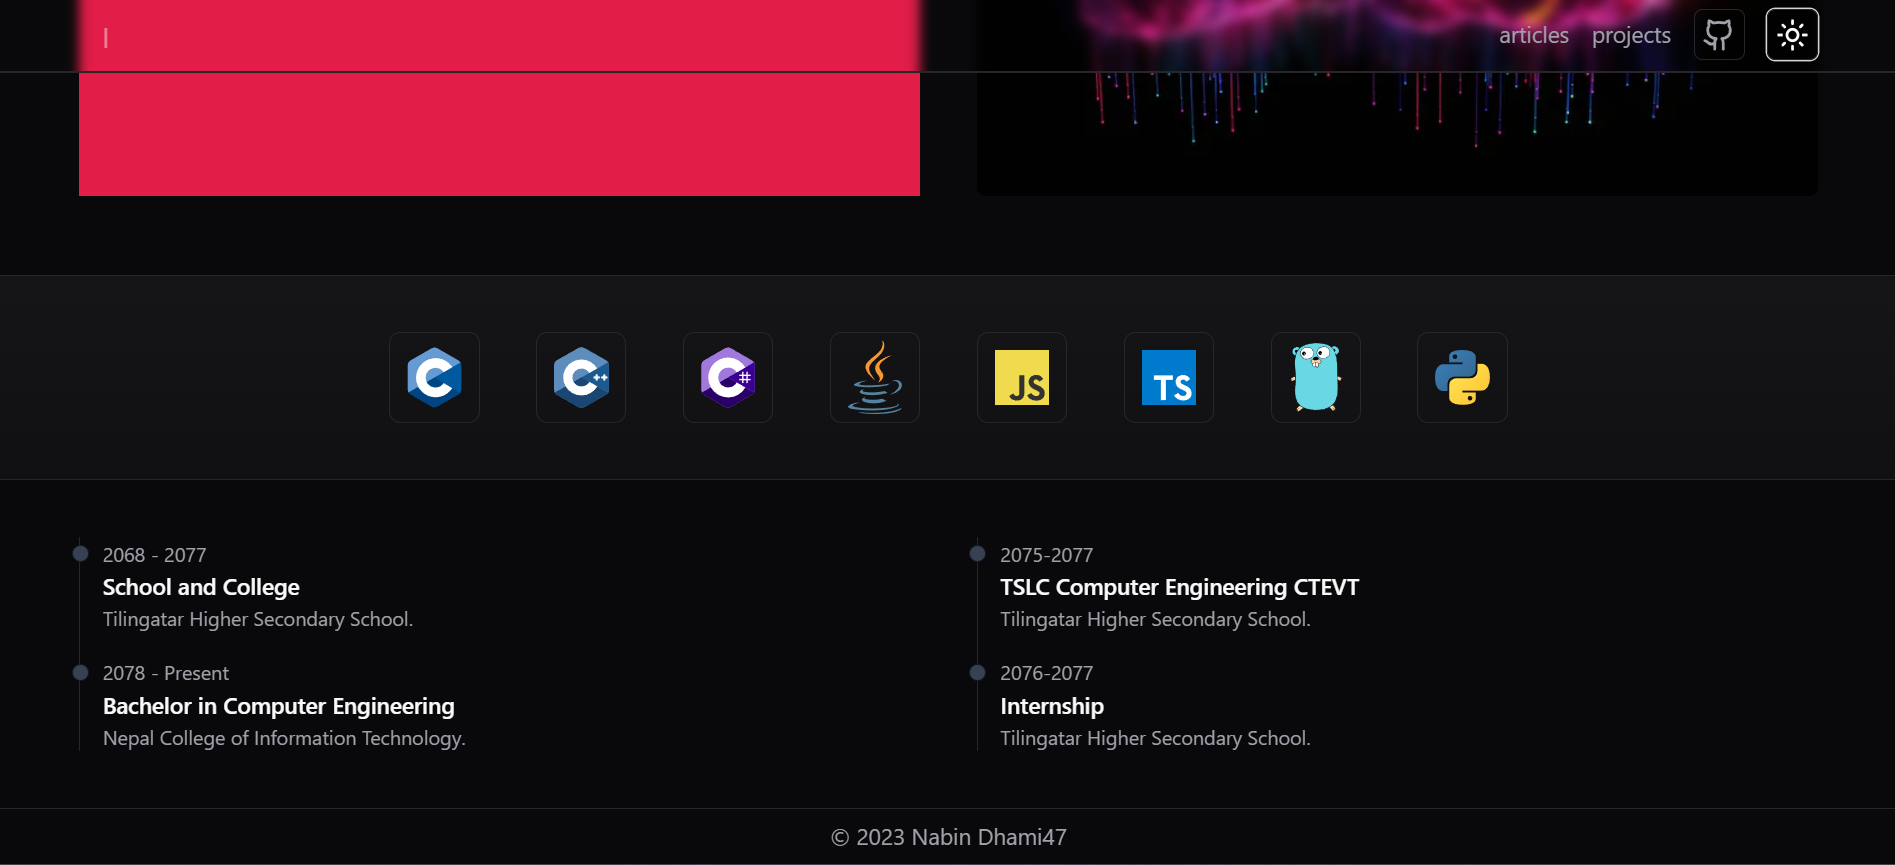 |
articles projects
C
C++
C#
JS
TS
2068 - 2077
School and College
Tilingatar Higher Secondary School.
2078 - Present
Bachelor in Computer Engineering
Nepal College of Information Technology.
2075-2077
TSLC Computer Engineering CTEVT
Tilingatar Higher Secondary School.
2076-2077
Internship
Tilingatar Higher Secondary School.
© 2023 Nabin Dhami47